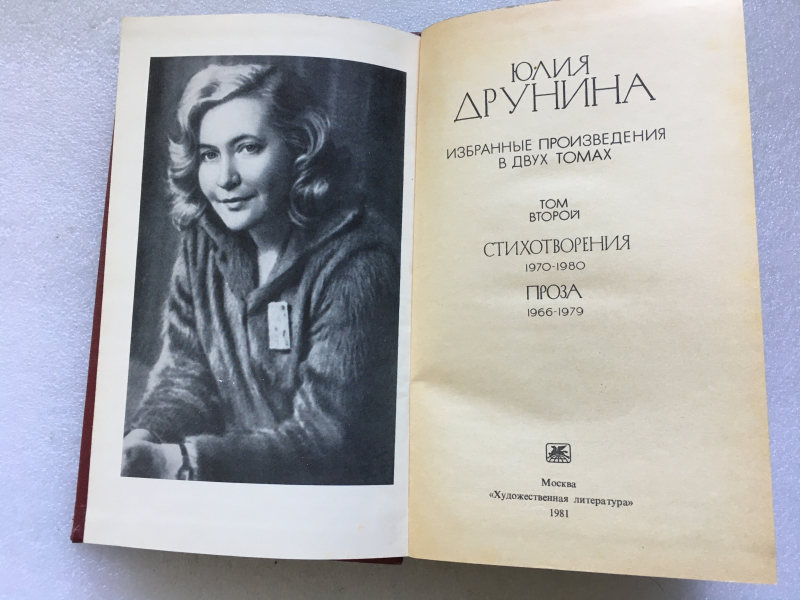 ЮЛИЯ
ДРУНИНА
ИЗБРАННЫЕ ПРОИЗВЕДЕНИЯ
В ДВУХ ТОМАХ
ТОМ
ВТОРОЙ
СТИХОТВОРЕНИЯ
1970-1980
ПРОЗА
1966-1979
Москва
«Художественная литература»
1981